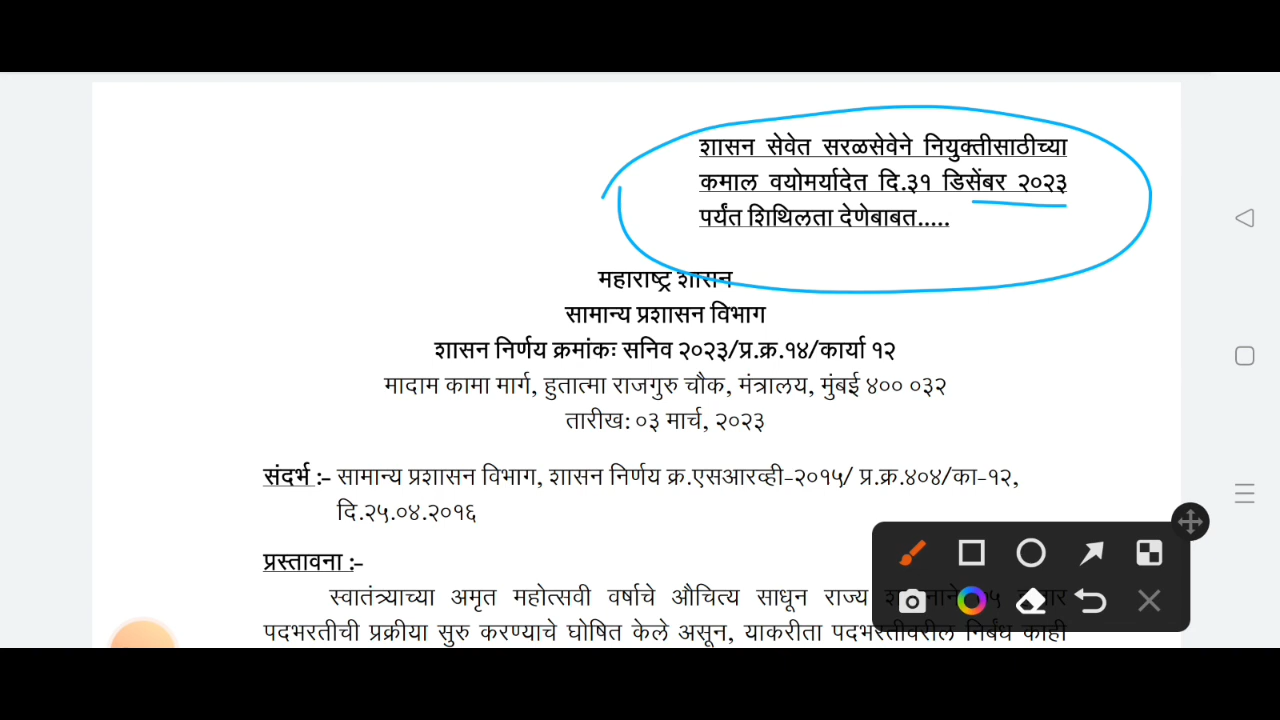 शासन सेवेत सरळसेवेने नियुक्तीसाठीच्या
कमाल वयोमर्यादेत दि.३१ डिसेंबर २०२३
पर्यंत शिथिलता देणेबाबत.....
महाराष्ट्र शासन
सामान्य प्रशासन विभाग
शासन निर्णय क्रमांकः सनिव २०२३/प्र.क्र.१४/कार्या १२
मादाम कामा मार्ग, हुतात्मा राजगुरु चौक, मंत्रालय, मुंबई ४०० ०३२
तारीख: ०३ मार्च, २०२३
संदर्भ :- सामान्य प्रशासन विभाग, शासन निर्णय क्र.एसआरव्ही-२०१५/ प्र.क्र.४०४/का-१२,
दि.२५.०४.२०१६
प्रस्तावना :-
स्वातंत्र्याच्या अमृत महोत्सवी वर्षाचे औचित्य साधून राज्य
पदभरतीची प्रक्रीया सुरु करण्याचे घोषित केले असून, याकरीता पदभरतीवरील निर्बंध काही